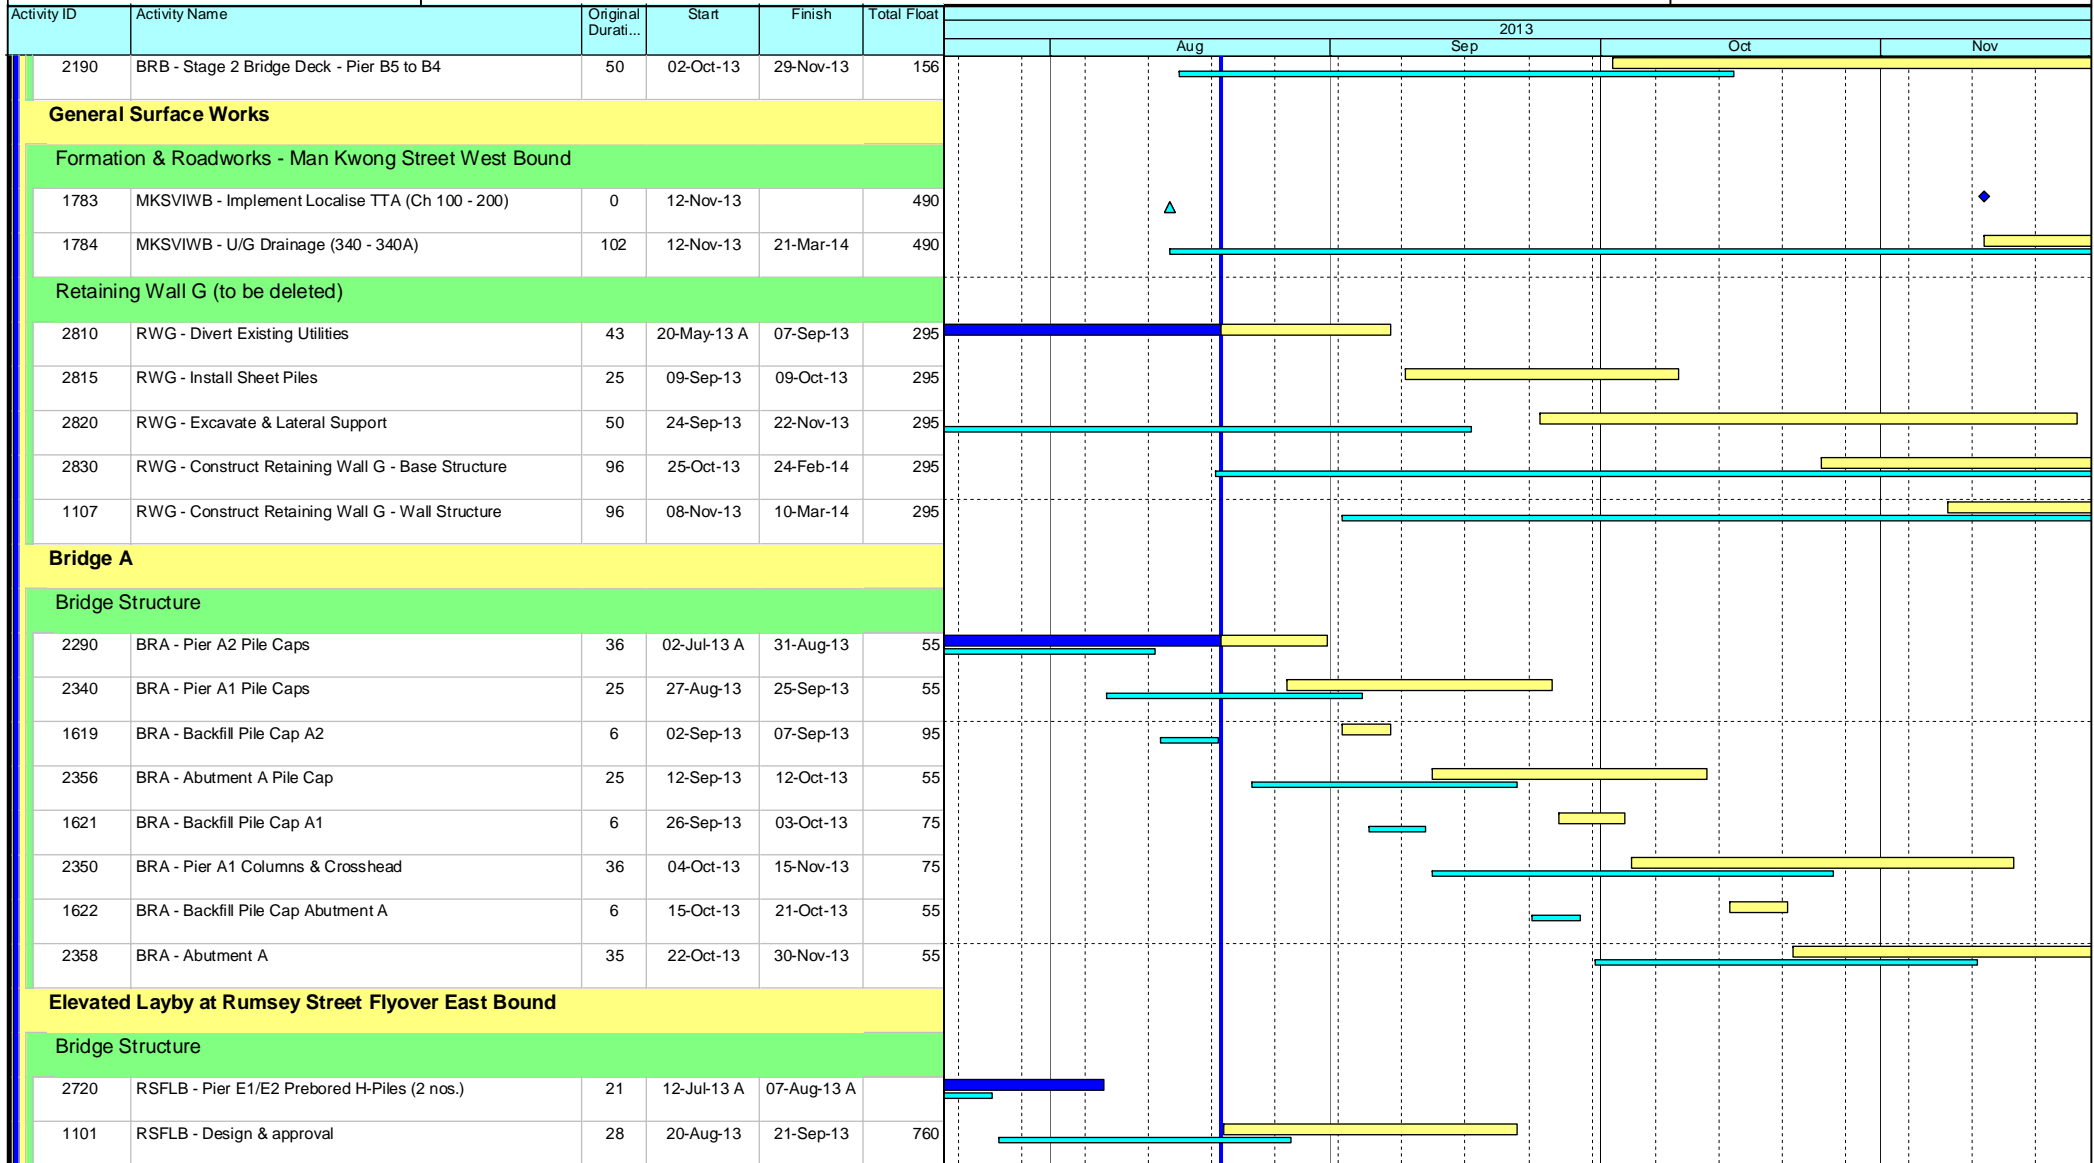 Activity ID Activity Name Original Durati... Start Finish Total Float
2013
Aug Sep Oct Nov
2190 BRB - Stage 2 Bridge Deck - Pier B5 to B4 50 02-Oct-13 29-Nov-13 156
General Surface Works
Formation & Roadworks - Man Kwong Street West Bound
1783 MKSVIWB - Implement Localise TTA (Ch 100 - 200) 0 12-Nov-13 490
1784 MKSVIWB - U/G Drainage (340 - 340A) 102 12-Nov-13 21-Mar-14 490
Retaining Wall G (to be deleted)
2810 RWG - Divert Existing Utilities 43 20-May-13 A 07-Sep-13 295
2815 RWG - Install Sheet Piles 25 09-Sep-13 09-Oct-13 295
2820 RWG - Excavate & Lateral Support 50 24-Sep-13 22-Nov-13 295
2830 RWG - Construct Retaining Wall G - Base Structure 96 25-Oct-13 24-Feb-14 295
1107 RWG - Construct Retaining Wall G - Wall Structure 96 08-Nov-13 10-Mar-14 295
Bridge A
Bridge Structure
2290 BRA - Pier A2 Pile Caps 36 02-Jul-13 A 31-Aug-13 55
2340 BRA - Pier A1 Pile Caps 25 27-Aug-13 25-Sep-13 55
1619 BRA - Backfill Pile Cap A2 6 02-Sep-13 07-Sep-13 95
2356 BRA - Abutment A Pile Cap 25 12-Sep-13 12-Oct-13 55
1621 BRA - Backfill Pile Cap A1 6 26-Sep-13 03-Oct-13 75
2350 BRA - Pier A1 Columns & Crosshead 36 04-Oct-13 15-Nov-13 75
1622 BRA - Backfill Pile Cap Abutment A 6 15-Oct-13 21-Oct-13 55
2358 BRA - Abutment A 35 22-Oct-13 30-Nov-13 55
Elevated Layby at Rumsey Street Flyover East Bound
Bridge Structure
2720 RSFLB - Pier E1/E2 Prebored H-Piles (2 nos.) 21 12-Jul-13 A 07-Aug-13 A
1101 RSFLB - Design & approval 28 20-Aug-13 21-Sep-13 760